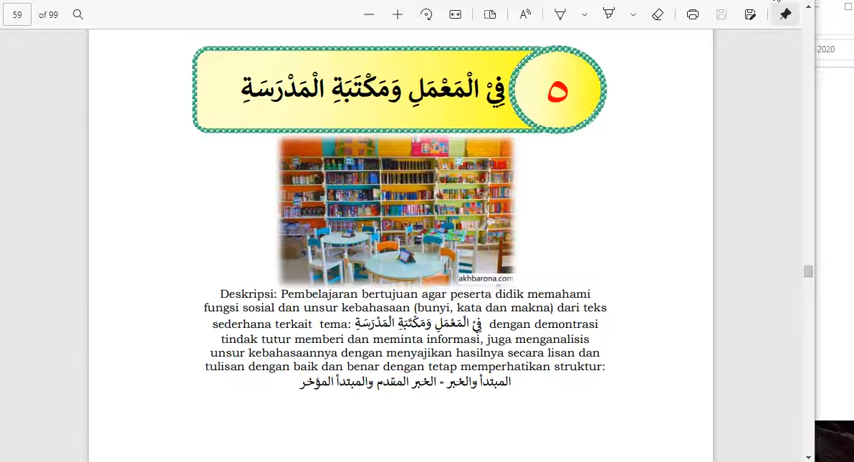 59 of 99
2020
فِيْ الْمَعْمَلِ وَمَكْتَبَةِ الْمَدْرَسَةِ
٥
akhbarona.com
Deskripsi: Pembelajaran bertujuan agar peserta didik memahami
fungsi sosial dan unsur kebahasaan (bunyi, kata dan makna) dari teks
sederhana terkait tema: فِيْ الْمَعْمَلِ وَمَكْتَبَةِ الْمَدْرَسَةِ dengan demontrasi
tindak tutur memberi dan meminta informasi, juga menganalisis
unsur kebahasaannya dengan menyajikan hasilnya secara lisan dan
tulisan dengan baik dan benar dengan tetap memperhatikan struktur:
المبتدأ والخبر - الخبر المقدم والمبتدأ المؤخر